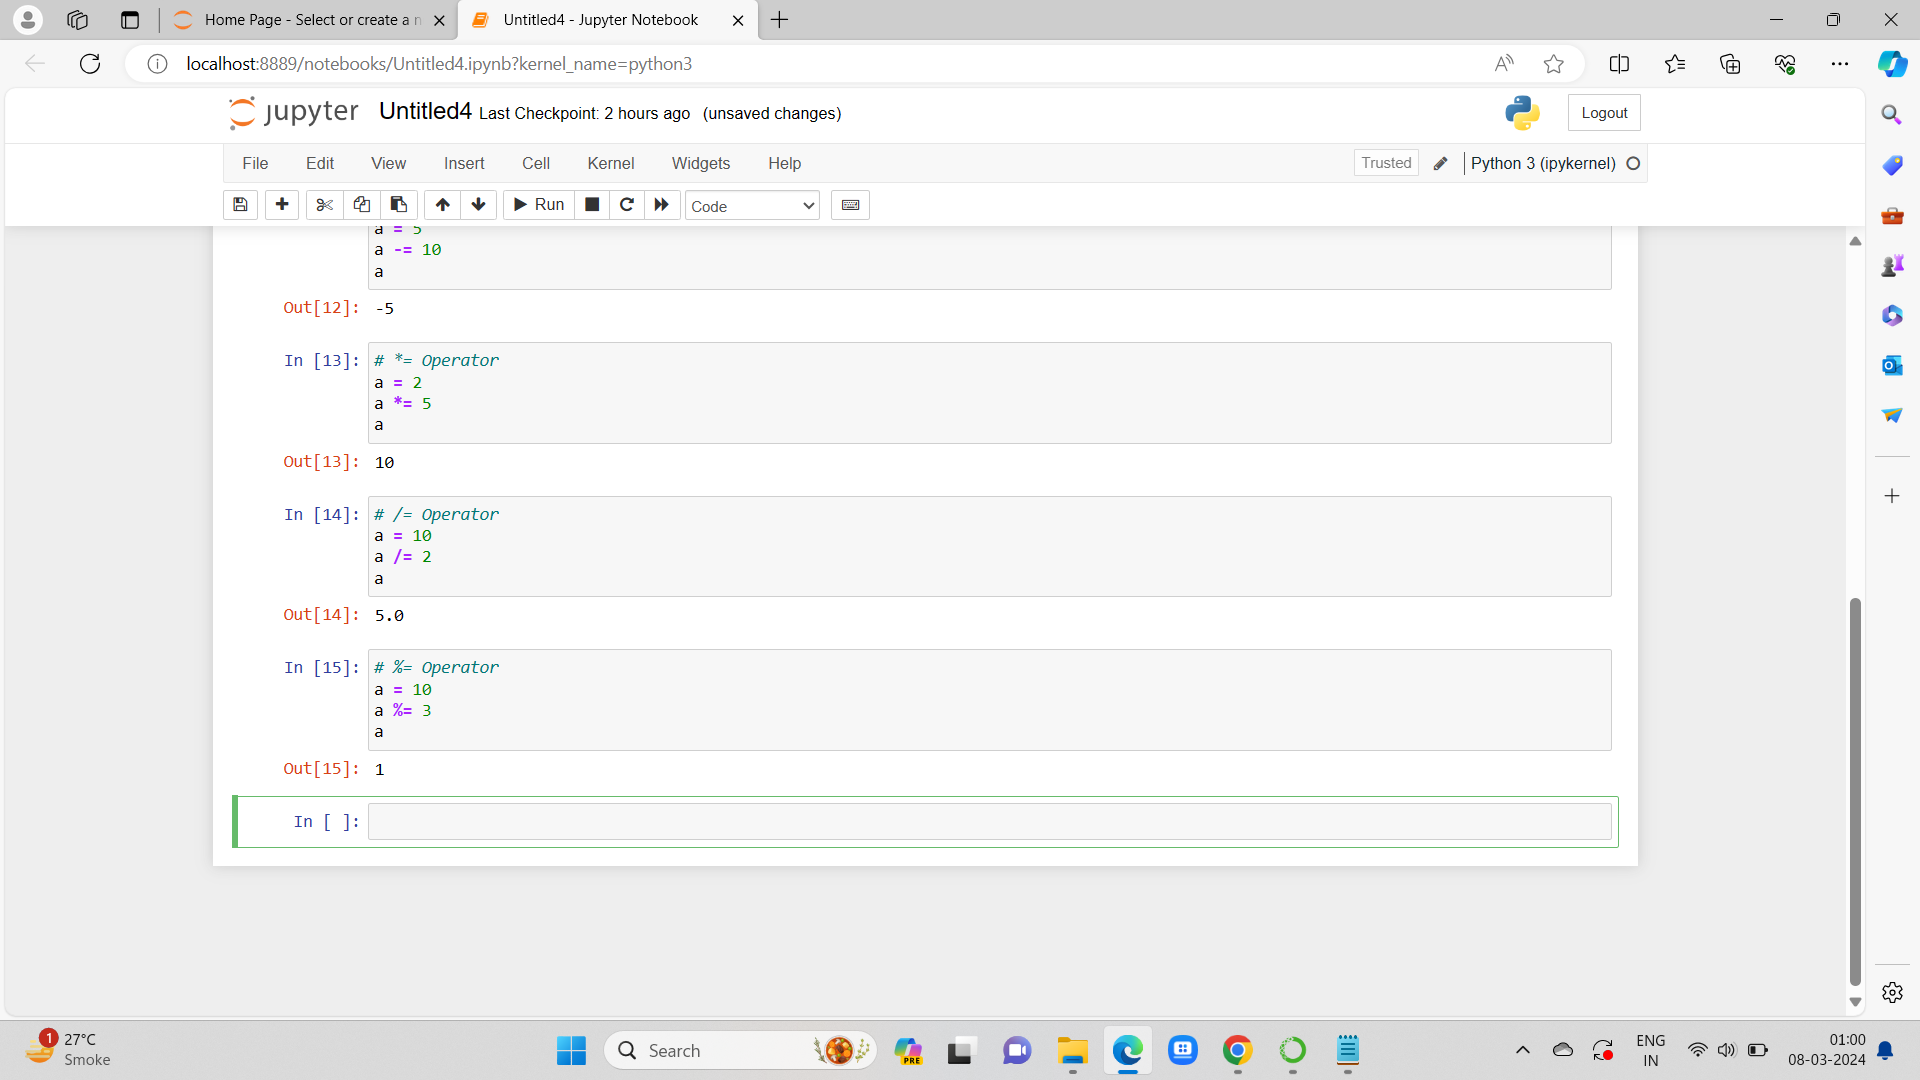 Home Page - Select or create a n
Untitled4 - Jupyter Notebook
localhost:8889/notebooks/Untitled4.ipynb?kernel_name=python3
jupyter Untitled4 Last Checkpoint: 2 hours ago (unsaved changes)
Logout
File Edit View Insert Cell Kernel Widgets Help
Trusted
Python 3 (ipykernel)
Run
Code
a = 5
a -= 10
a
Out[12]: -5
In [13]: # *= Operator
a = 2
a *= 5
a
Out[13]: 10
In [14]: # /= Operator
a = 10
a /= 2
a
Out[14]: 5.0
In [15]: # %= Operator
a = 10
a %= 3
a
Out[15]: 1
In [ ]:
1
27°C
Smoke
Search
PRE
ENG
IN
01:00
08-03-2024